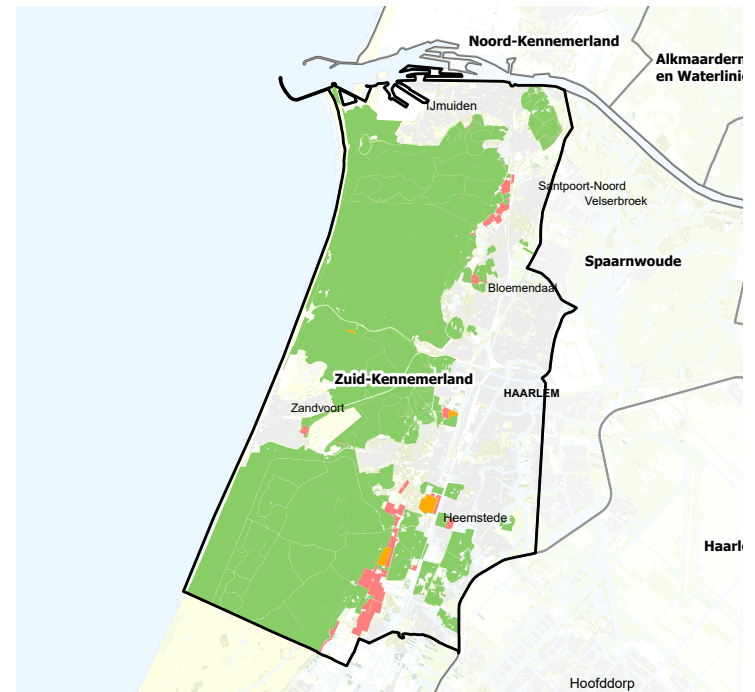 Noord-Kennemerland
Alkmaarderm
en Waterlinie
IJmuiden
Santpoort-Noord
Velserbroek
Spaarnwoude
Bloemendaal
Zuid-Kennemerland
HAARLEM
Zandvoort
Heemstede
Haarle
Hoofddorp